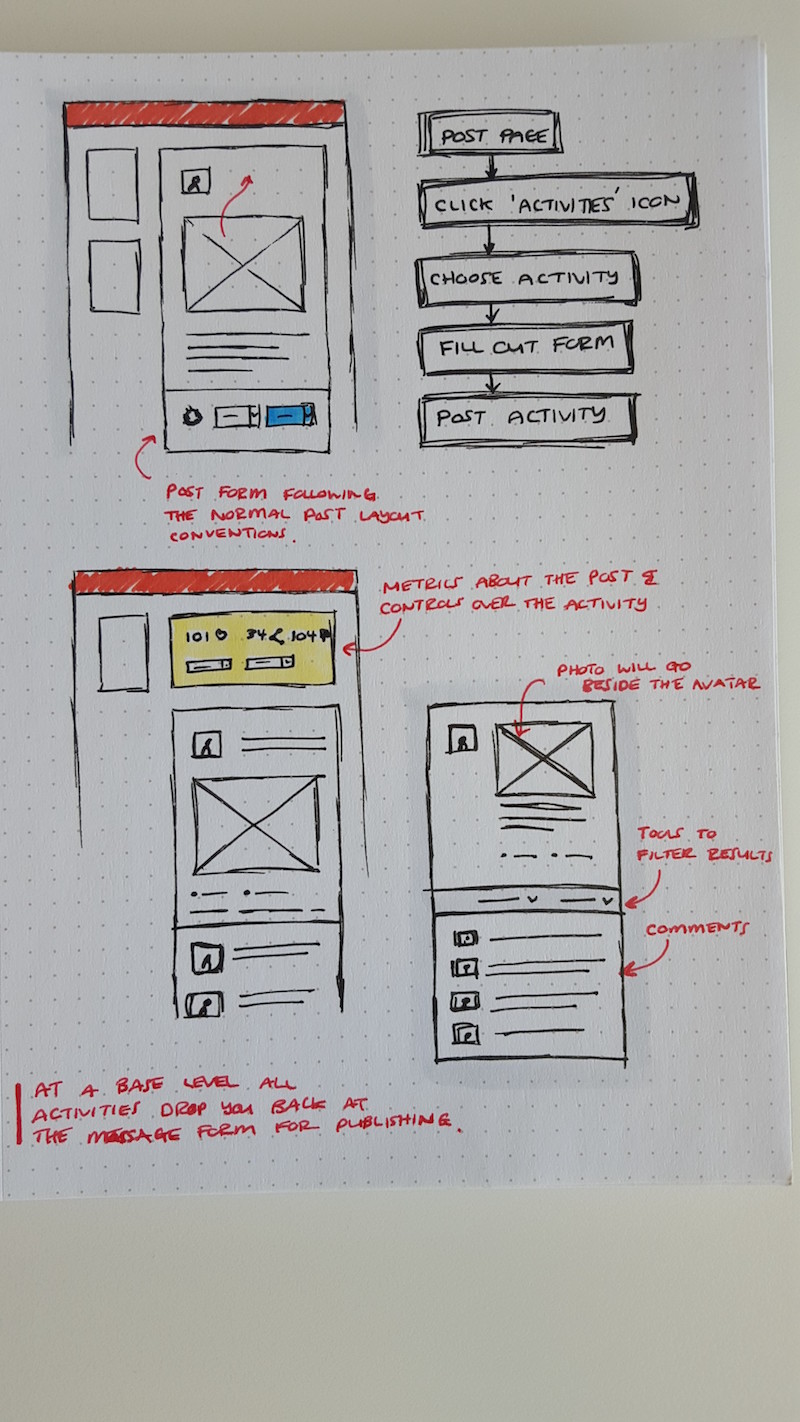 POST PAGE
CLICK 'ACTIVITES' ICON
CHOOSE ACTIVITY
FILL OUT FORM
POST ACTIVITY
POST FORM FOLLOWING
THE NORMAL POST LAYOUT
CONVENTIONS.
METRICS ABOUT THE POST &
CONTROLS OVER THE ACTIVITY
101 34 104
PHOTO WILL GO
BESIDE THE AVATAR
TOOLS TO
FILTER RESULTS
COMMENTS
AT A BASE LEVEL ALL
ACTIVITIES DROP YOU BACK AT
THE MESSAGE FORM FOR PUBLISHING.